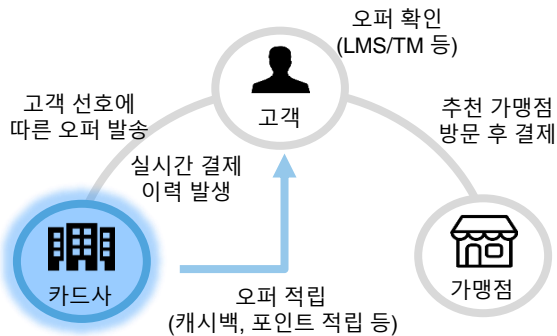 오퍼 확인
(LMS/TM 등)
고객
고객 선호에
따른 오퍼 발송
추천 가맹점
방문 후 결제
실시간 결제
이력 발생
카드사
가맹점
오퍼 적립
(캐시백, 포인트 적립 등)